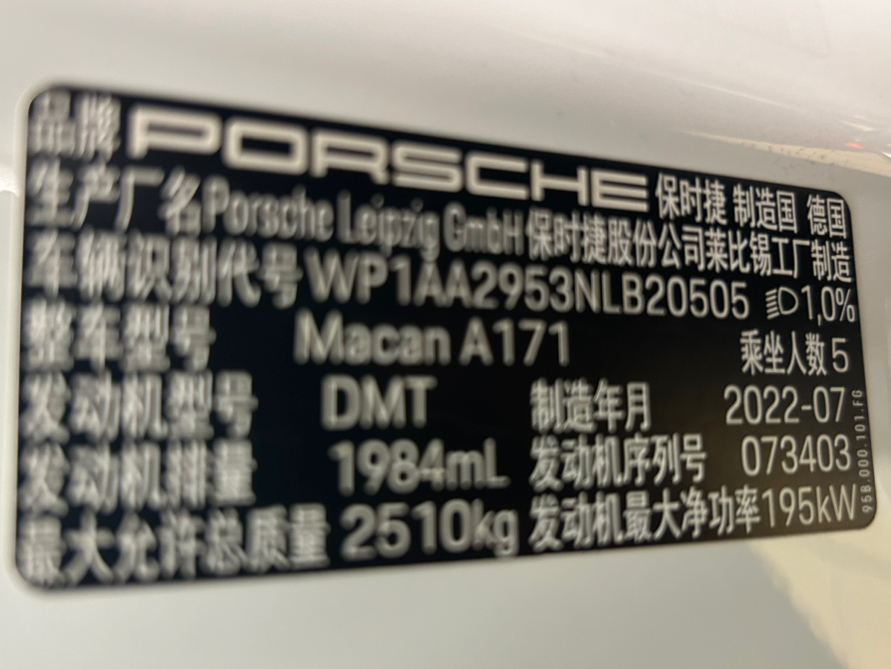 品牌 PORSCHE 保时捷 制造国 德国
生产厂名 Porsche Leipzig GmbH 保时捷股份公司莱比锡工厂制造
车辆识别代号 WP1AA2953NLB20505 1,0%
整车型号 Macan A171 乘坐人数 5
发动机型号 DMT 制造年月 2022-07
发动机排量 1984mL 发动机序列号 073403
最大允许总质量 2510kg 发动机最大净功率 195kW
95B.000.101.FG